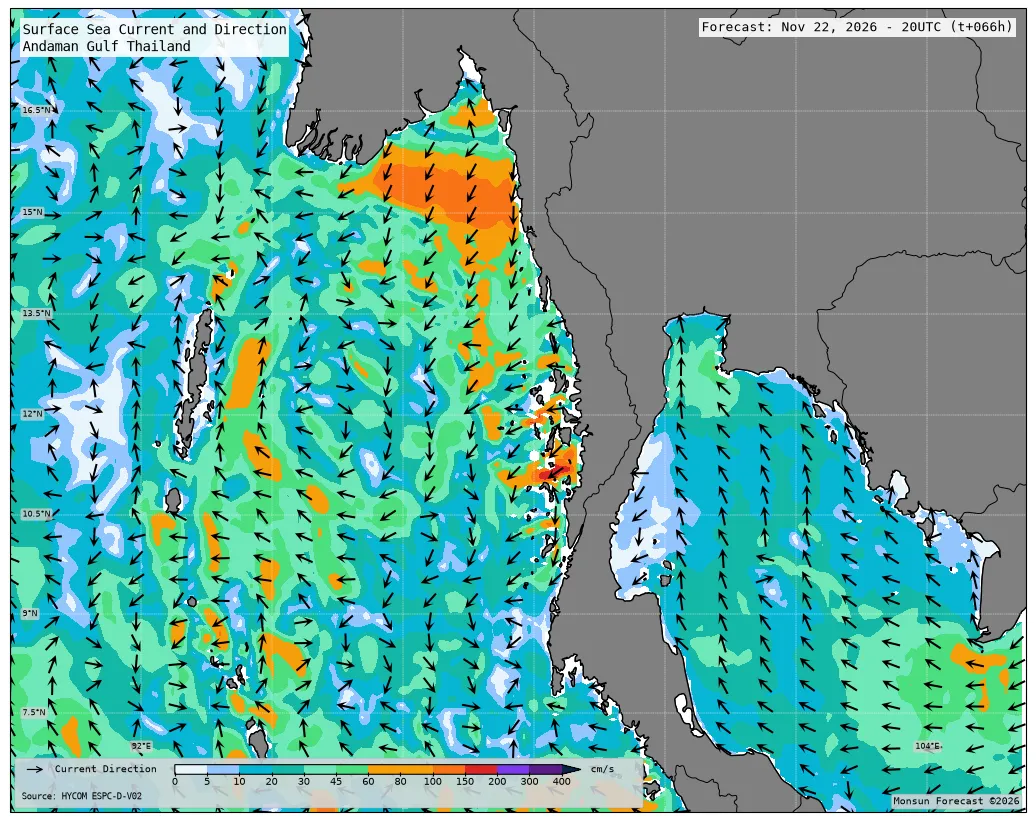 Surface Sea Current and Direction
Andaman Gulf Thailand
Forecast: Nov 22, 2026 - 20UTC (t+066h)
16.5°N
15°N
13.5°N
12°N
10.5°N
9°N
7.5°N
92°E
104°E
Current Direction
0 5 10 20 30 45 60 80 100 150 200 300 400 cm/s
Source: HYCOM ESPC-D-V02
Monsun Forecast ©2026